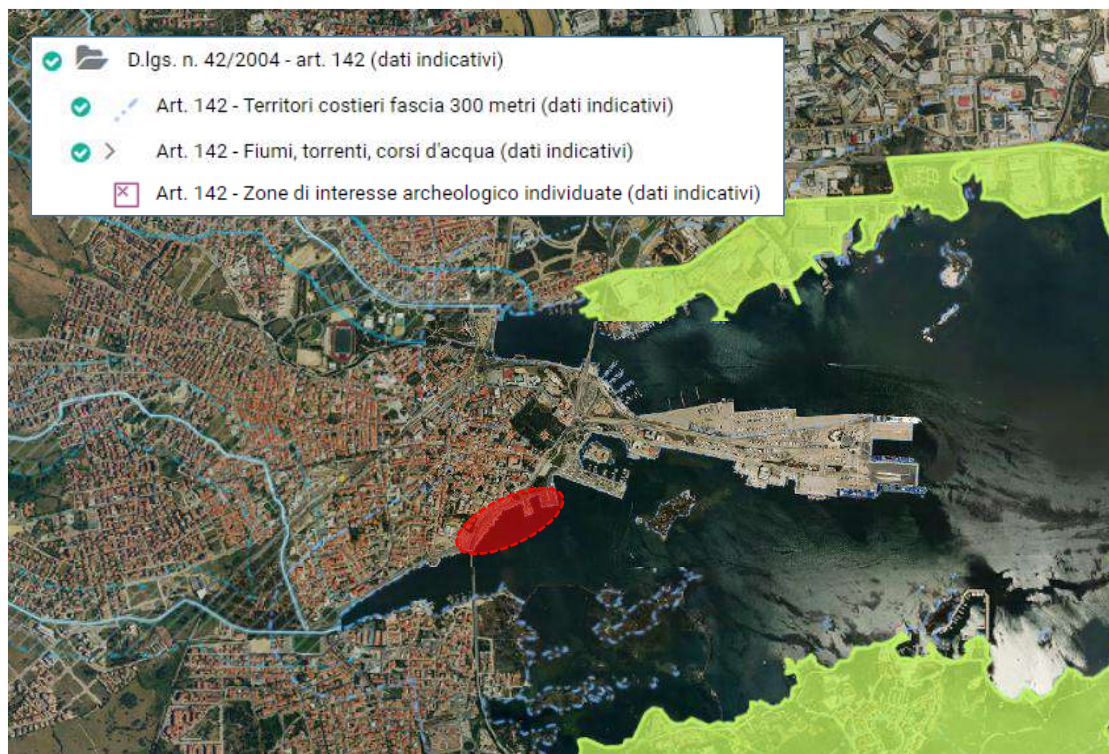 D.lgs. n. 42/2004 - art. 142 (dati indicativi)
Art. 142 - Territori costieri fascia 300 metri (dati indicativi)
Art. 142 - Fiumi, torrenti, corsi d'acqua (dati indicativi)
Art. 142 - Zone di interesse archeologico individuate (dati indicativi)